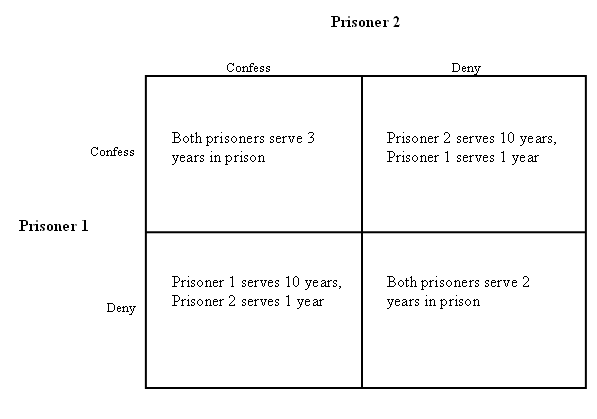 Prisoner 2
Confess
Deny
Confess
Both prisoners serve 3
years in prison
Prisoner 2 serves 10 years,
Prisoner 1 serves 1 year
Prisoner 1
Deny
Prisoner 1 serves 10 years,
Prisoner 2 serves 1 year
Both prisoners serve 2
years in prison